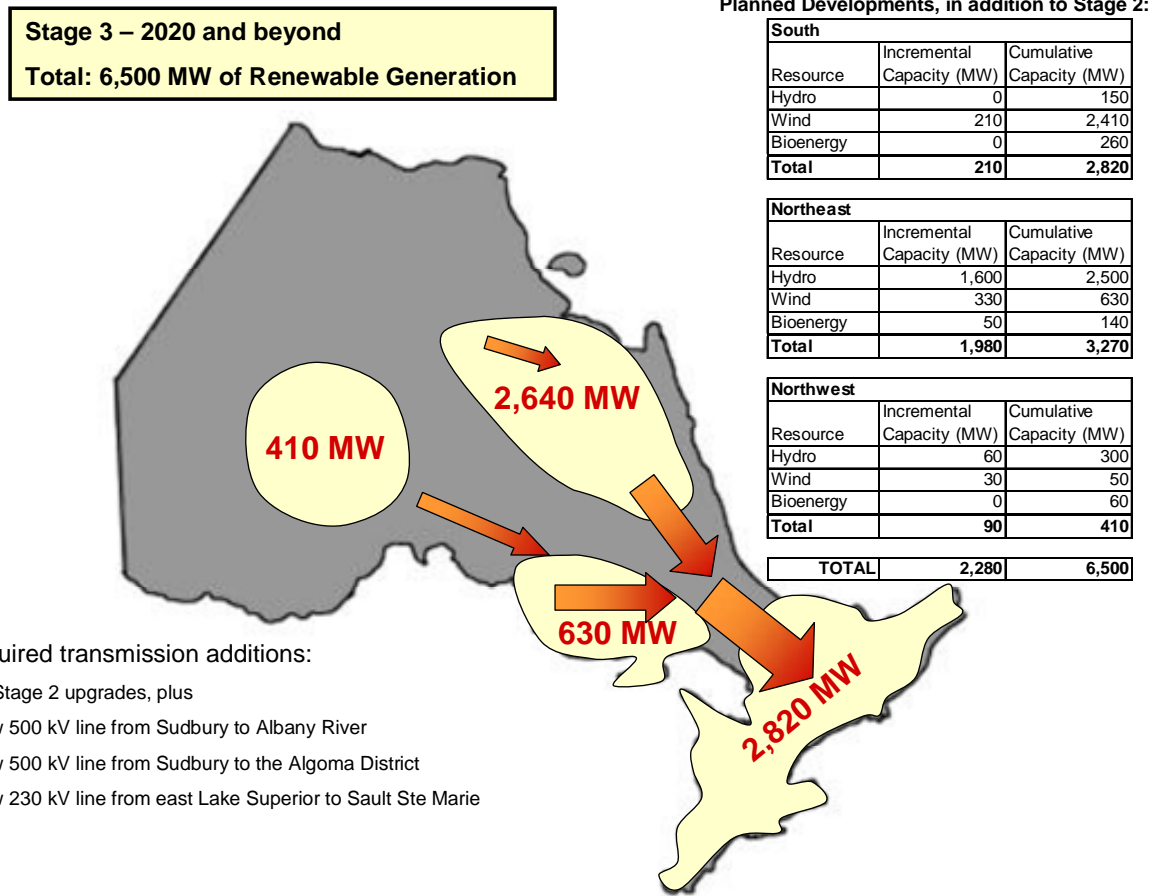 Planned Developments, in addition to Stage 2:
Stage 3 – 2020 and beyond
Total: 6,500 MW of Renewable Generation
South
Resource Incremental Capacity (MW) Cumulative Capacity (MW)
Hydro 0 150
Wind 210 2,410
Bioenergy 0 260
Total 210 2,820
Northeast
Resource Incremental Capacity (MW) Cumulative Capacity (MW)
Hydro 1,600 2,500
Wind 330 630
Bioenergy 50 140
Total 1,980 3,270
Northwest
Resource Incremental Capacity (MW) Cumulative Capacity (MW)
Hydro 60 300
Wind 30 50
Bioenergy 0 60
Total 90 410
TOTAL 2,280 6,500
2,640 MW
410 MW
630 MW
2,820 MW
transmission additions:
Stage 2 upgrades, plus
500 kV line from Sudbury to Albany River
500 kV line from Sudbury to the Algoma District
230 kV line from east Lake Superior to Sault Ste Marie